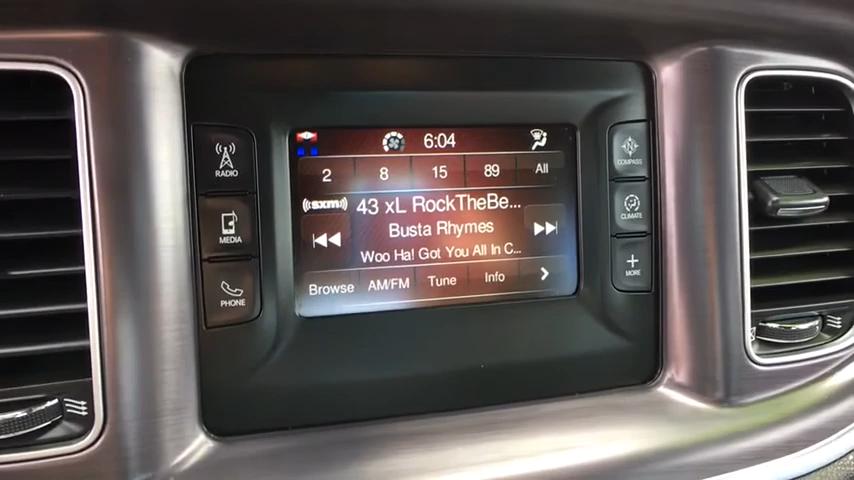 6:04
2 8 15 89 All
((sxm)) 43 xL RockTheBe...
Busta Rhymes
Woo Ha! Got You All In C...
Browse AM/FM Tune Info
RADIO
MEDIA
PHONE
COMPASS
CLIMATE
MORE